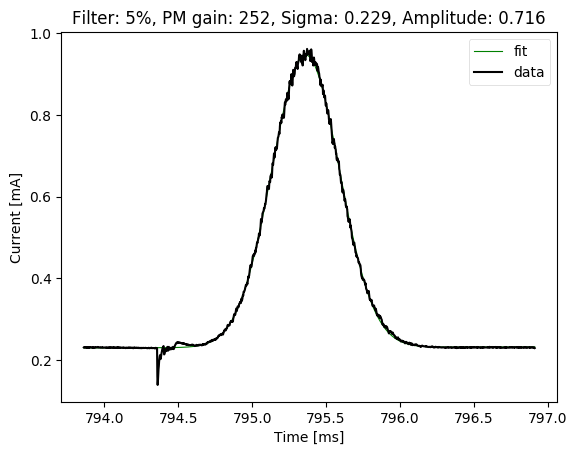 Filter: 5%, PM gain: 252, Sigma: 0.229, Amplitude: 0.716
fit
data
Current [mA]
1.0
0.8
0.6
0.4
0.2
794.0 794.5 795.0 795.5 796.0 796.5 797.0
Time [ms]